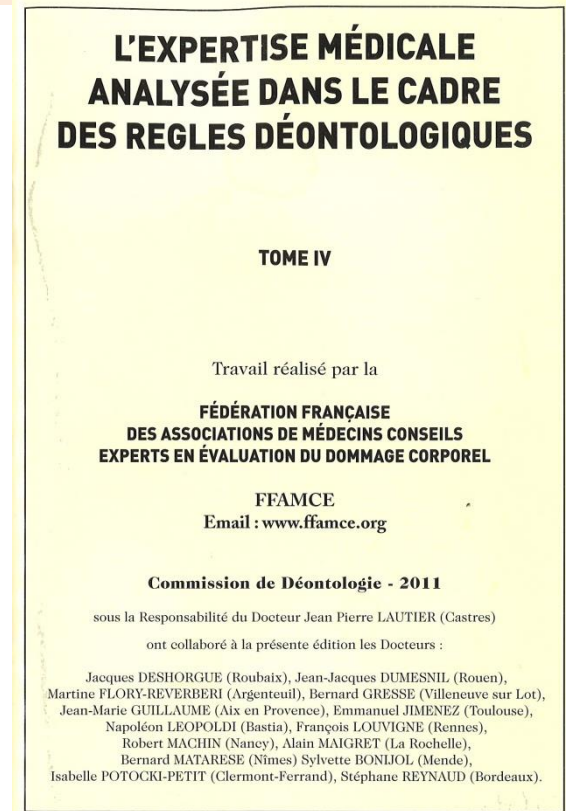 L'EXPERTISE MÉDICALE
ANALYSÉE DANS LE CADRE
DES REGLES DÉONTOLOGIQUES
TOME IV
Travail réalisé par la
FÉDÉRATION FRANÇAISE
DES ASSOCIATIONS DE MÉDECINS CONSEILS
EXPERTS EN ÉVALUATION DU DOMMAGE CORPOREL
FFAMCE
Email : www.ffamce.org
Commission de Déontologie - 2011
sous la Responsabilité du Docteur Jean Pierre LAUTIER (Castres)
ont collaboré à la présente édition les Docteurs :
Jacques DESHORGUE (Roubaix), Jean-Jacques DUMESNIL (Rouen),
Martine FLORY-REVERBERI (Argenteuil), Bernard GRESSE (Villeneuve sur Lot),
Jean-Marie GUILLAUME (Aix en Provence), Emmanuel JIMENEZ (Toulouse),
Napoléon LEOPOLDI (Bastia), François LOUVIGNE (Rennes),
Robert MACHIN (Nancy), Alain MAIGRET (La Rochelle),
Bernard MATARESE (Nîmes) Sylvette BONIJOL (Mende),
Isabelle POTOCKI-PETIT (Clermont-Ferrand), Stéphane REYNAUD (Bordeaux).